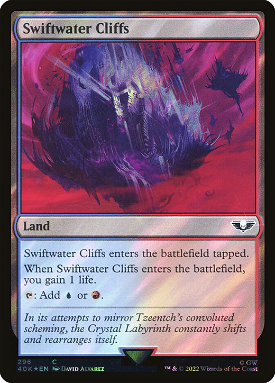 Swiftwater Cliffs
Land
Swiftwater Cliffs enters the battlefield tapped.
When Swiftwater Cliffs enters the battlefield,
you gain 1 life.
: Add or .
In its attempts to mirror Tzeentch's convoluted
scheming, the Crystal Labyrinth constantly shifts
and rearranges itself.
296 C
40K ★ EN DAVID ALVAREZ
© GW
™ & © 2022 Wizards of the Coast